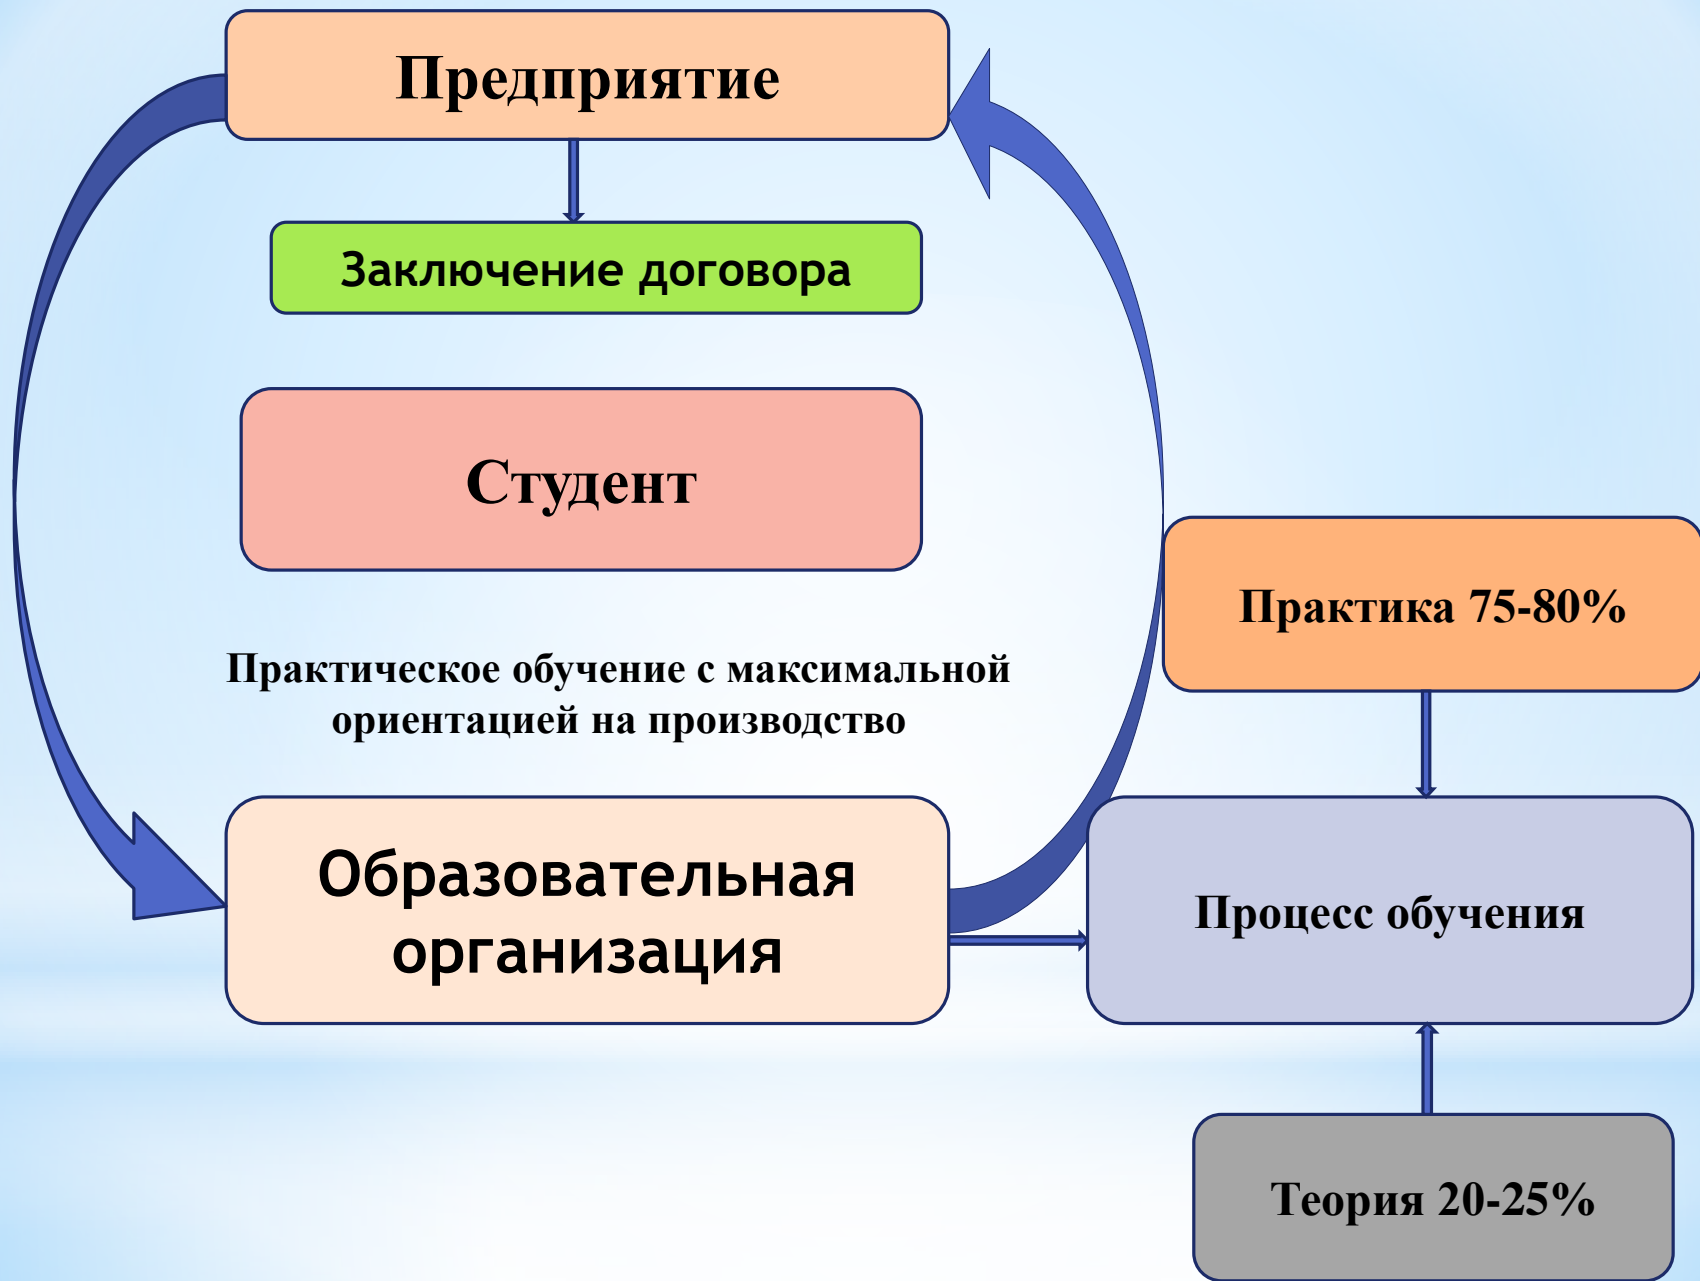 Предприятие
Заключение договора
Студент
Практическое обучение с максимальной
ориентацией на производство
Образовательная
организация
Практика 75-80%
Процесс обучения
Теория 20-25%